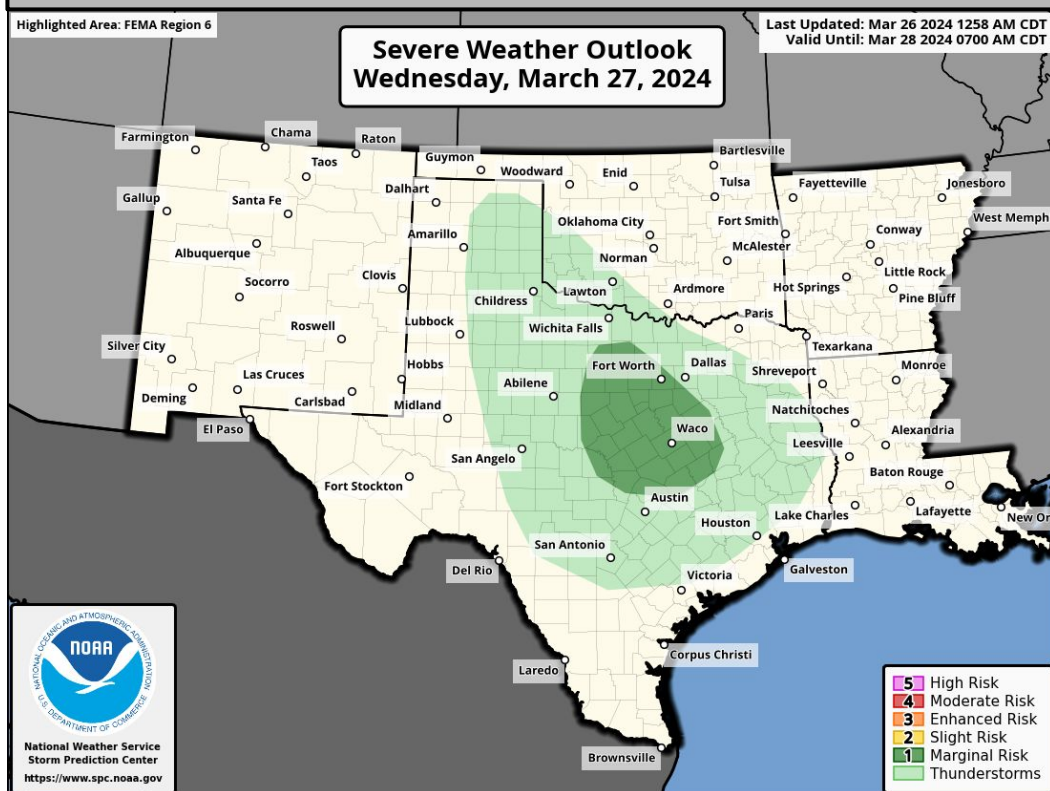 Highlighted Area: FEMA Region 6
Last Updated: Mar 26 2024 1258 AM CDT
Valid Until: Mar 28 2024 0700 AM CDT
Severe Weather Outlook
Wednesday, March 27, 2024
Farmington
Chama
Raton
Taos
Guymon
Woodward
Enid
Bartlesville
Tulsa
Fayetteville
Jonesboro
Gallup
Santa Fe
Dalhart
Oklahoma City
Fort Smith
West Memph
Albuquerque
Amarillo
Norman
McAlester
Conway
Socorro
Clovis
Childress
Lawton
Ardmore
Hot Springs
Little Rock
Pine Bluff
Roswell
Lubbock
Wichita Falls
Paris
Texarkana
Silver City
Las Cruces
Hobbs
Fort Worth
Dallas
Shreveport
Monroe
Deming
Carlsbad
Midland
Abilene
Natchitoches
El Paso
Waco
Alexandria
San Angelo
Leesville
Fort Stockton
Baton Rouge
Austin
Houston
Lake Charles
Lafayette
New Or
San Antonio
Del Rio
Victoria
Galveston
Laredo
Corpus Christi
Brownsville
NATIONAL OCEANIC AND ATMOSPHERIC ADMINISTRATION
NOAA
U.S. DEPARTMENT OF COMMERCE
National Weather Service
Storm Prediction Center
https://www.spc.noaa.gov
5 High Risk
4 Moderate Risk
3 Enhanced Risk
2 Slight Risk
1 Marginal Risk
Thunderstorms